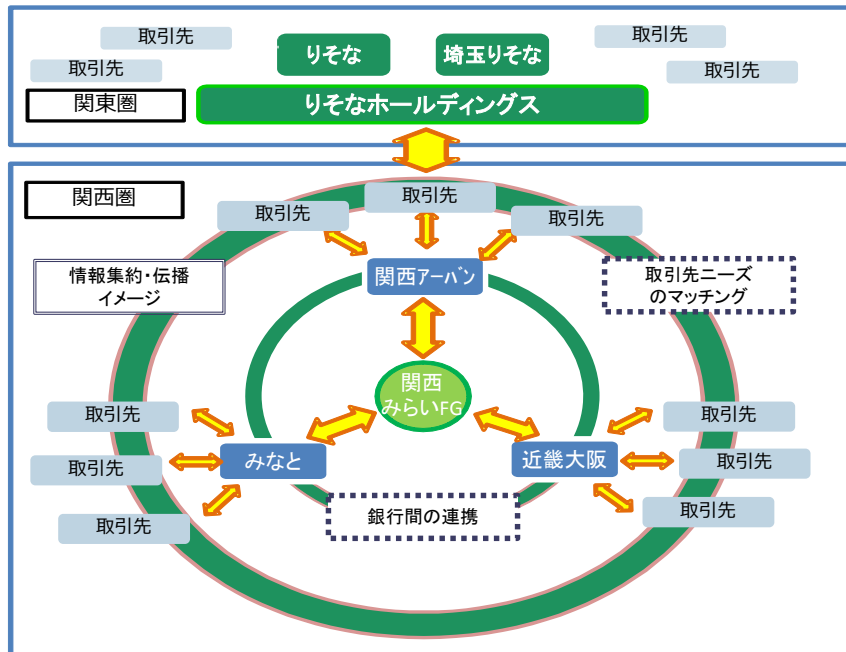 取引先
取引先
りそな
埼玉りそな
取引先
取引先
関東圏
りそなホールディングス
関西圏
取引先
取引先
取引先
情報集約・伝播
イメージ
関西アーバン
取引先ニーズ
のマッチング
関西
みらいFG
取引先
取引先
取引先
みなと
近畿大阪
取引先
取引先
取引先
銀行間の連携